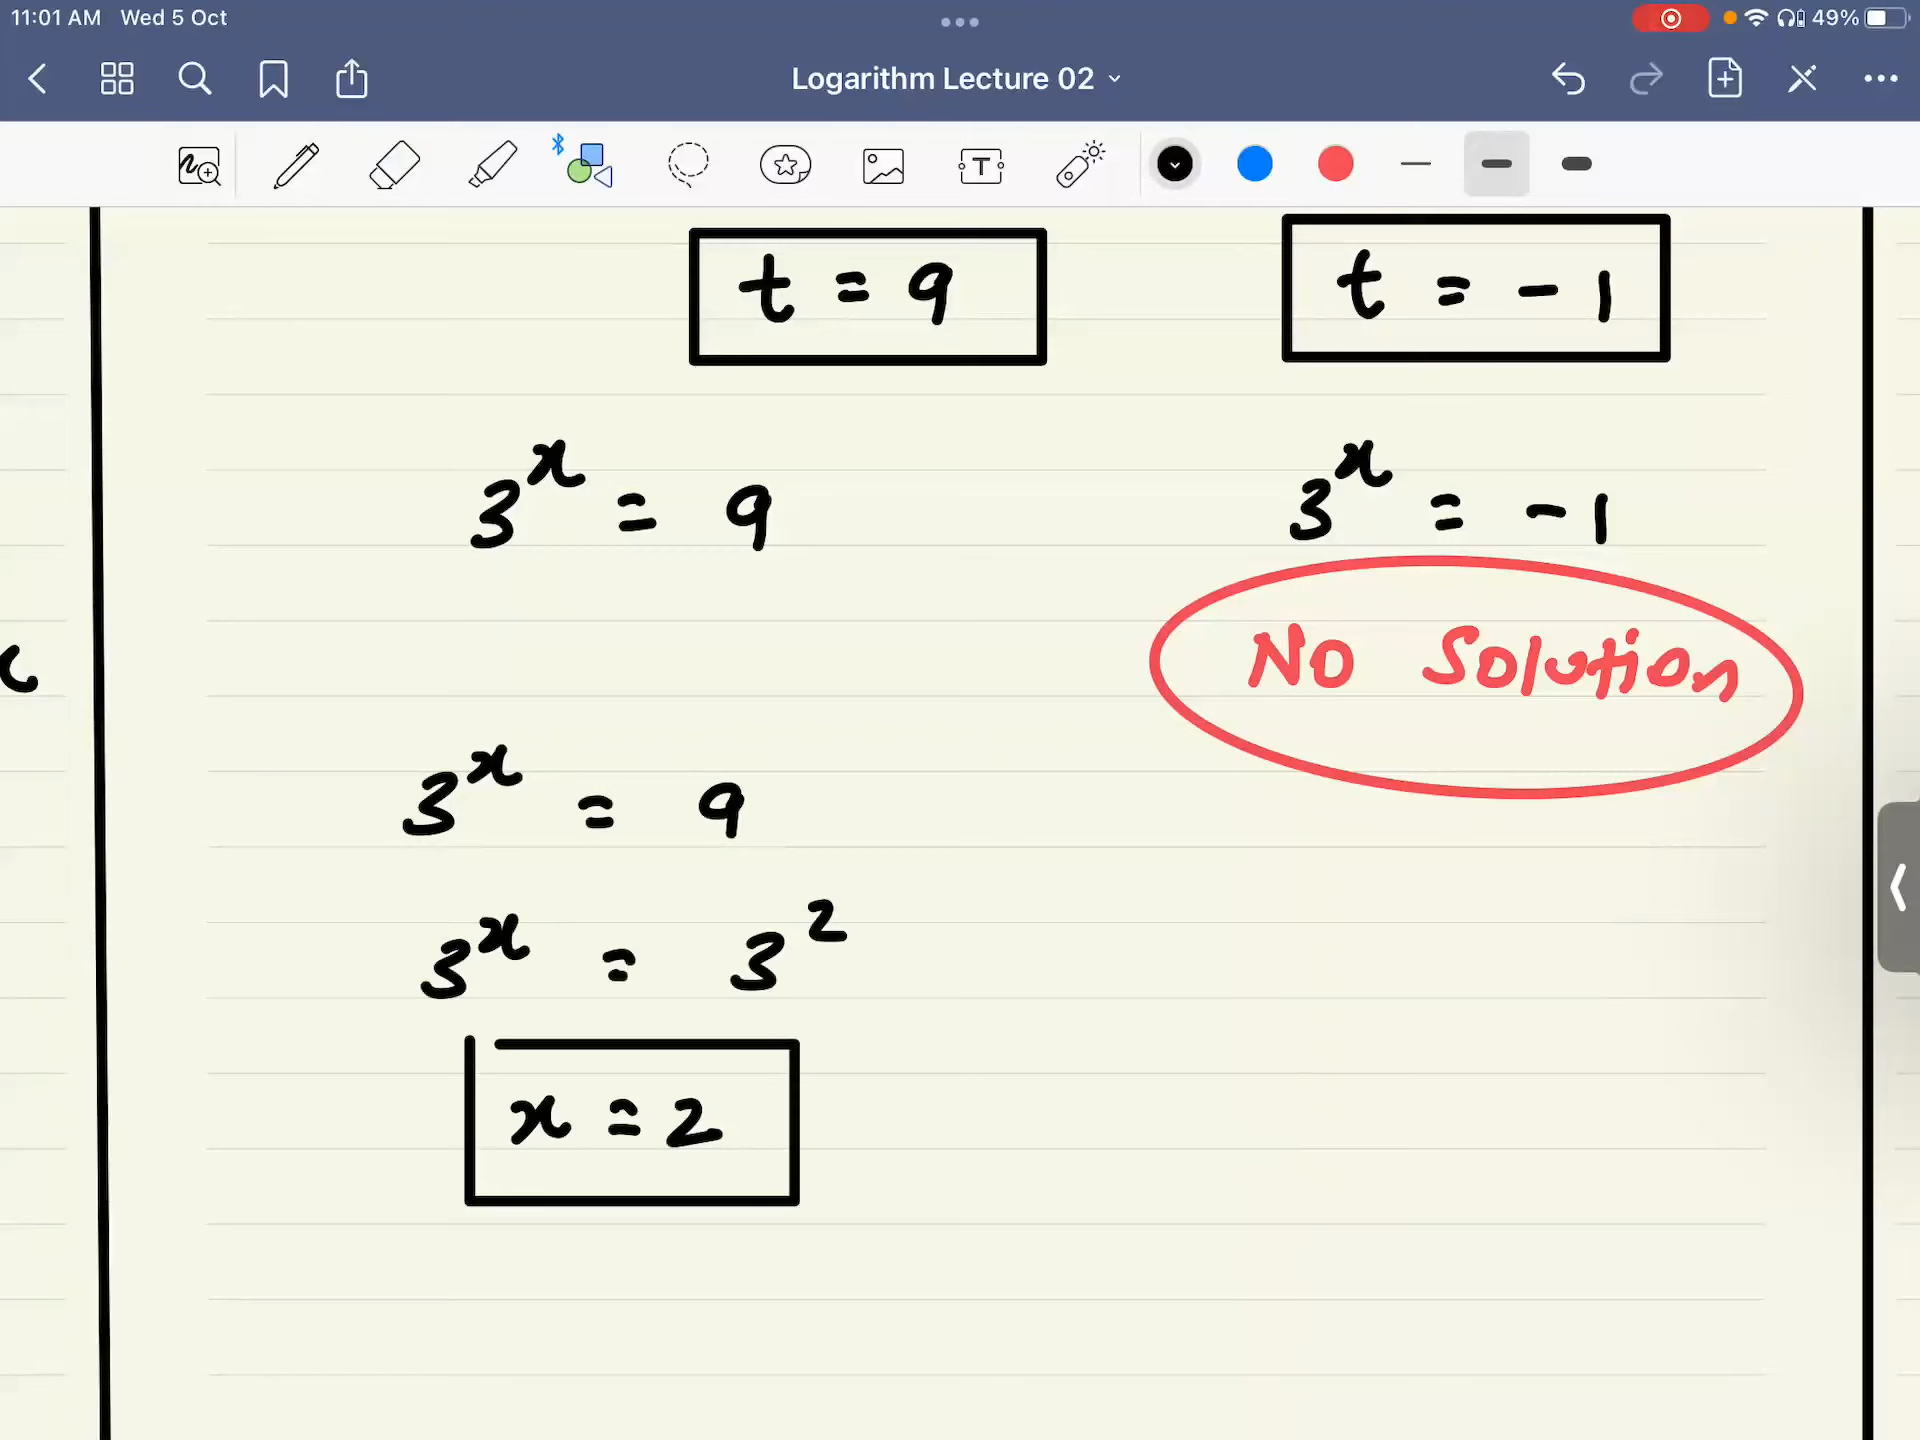 11:01 AM Wed 5 Oct
49%
Logarithm Lecture 02
T
t = 9
t = - 1
3^x = 9
3^x = - 1
No Solution
3^x = 9
3^x = 3^2
x = 2